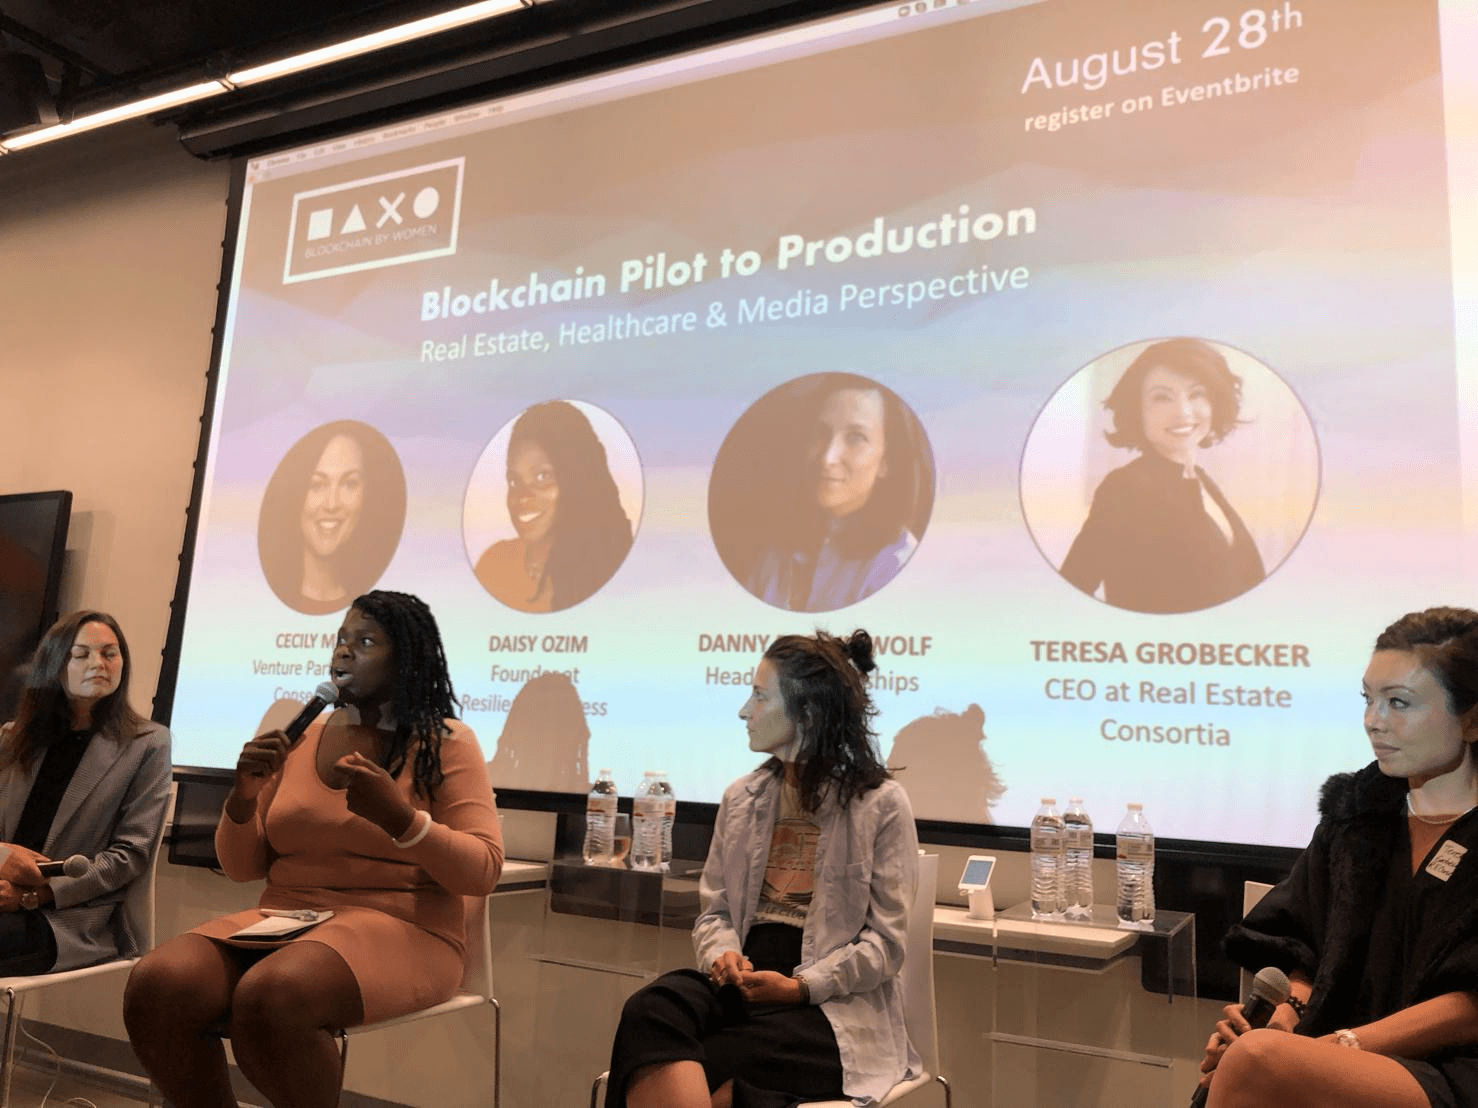 August 28th
register on Eventbrite
BLOCKCHAIN BY WOMEN
Blockchain Pilot to Production
Real Estate, Healthcare & Media Perspective
CECILY
Venture
DAISY OZIM
Founder at
DANNY WOLF
Head
TERESA GROBECKER
CEO at Real Estate
Consortia